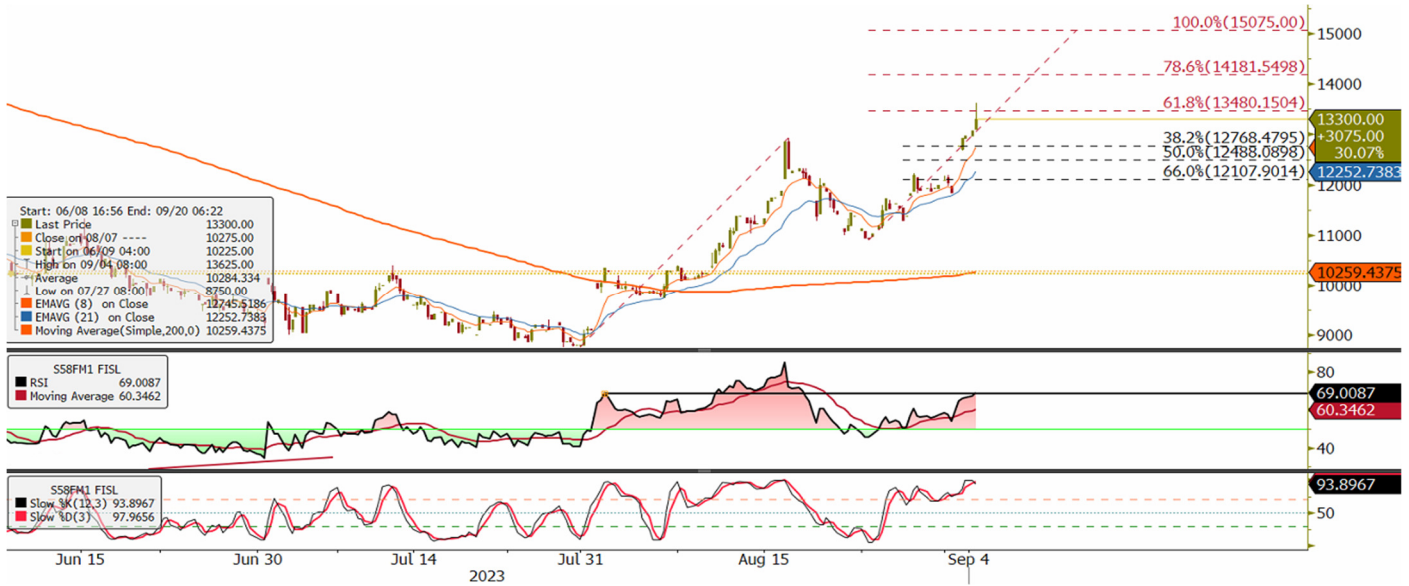 100.0%(15075.00)
78.6%(14181.5498)
61.8%(13480.1504)
38.2%(12768.4795)
50.0%(12488.0898)
66.0%(12107.9014)
15000
14000
13300.00
+3075.00
30.07%
12252.7383
12000
11000
10259.4375
10000
9000
Start: 06/08 16:56 End: 09/20 06:22
Last Price 13300.00
Close on 08/07 ---- 10275.00
Start on 06/09 04:00 10225.00
High on 09/04 08:00 13625.00
Average 10284.334
Low on 07/27 08:00 8750.00
EMAVG (8) on Close 12745.5186
EMAVG (21) on Close 12252.7383
Moving Average(Simple,200,0) 10259.4375
S58FM1 FISL
RSI 69.0087
Moving Average 60.3462
80
69.0087
60.3462
40
S58FM1 FISL
Slow %K(12,3) 93.8967
Slow %D(3) 97.9656
93.8967
50
Jun 15 Jun 30 Jul 14 Jul 31 Aug 15 Sep 4
2023